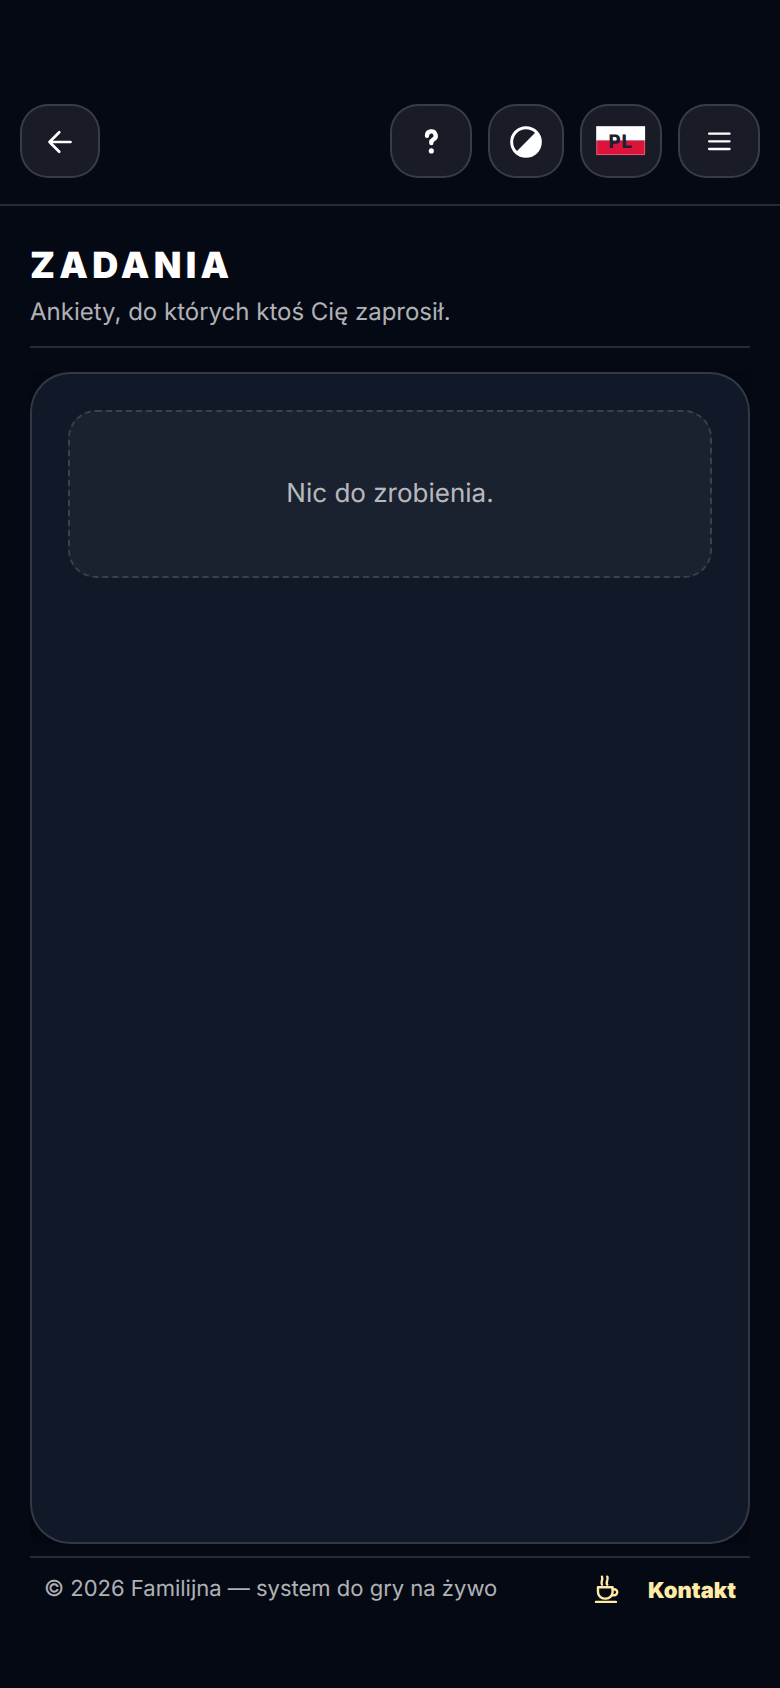 ?
PL
ZADANIA
Ankiety, do których ktoś Cię zaprosił.
Nic do zrobienia.
© 2026 Familijna — system do gry na żywo
Kontakt